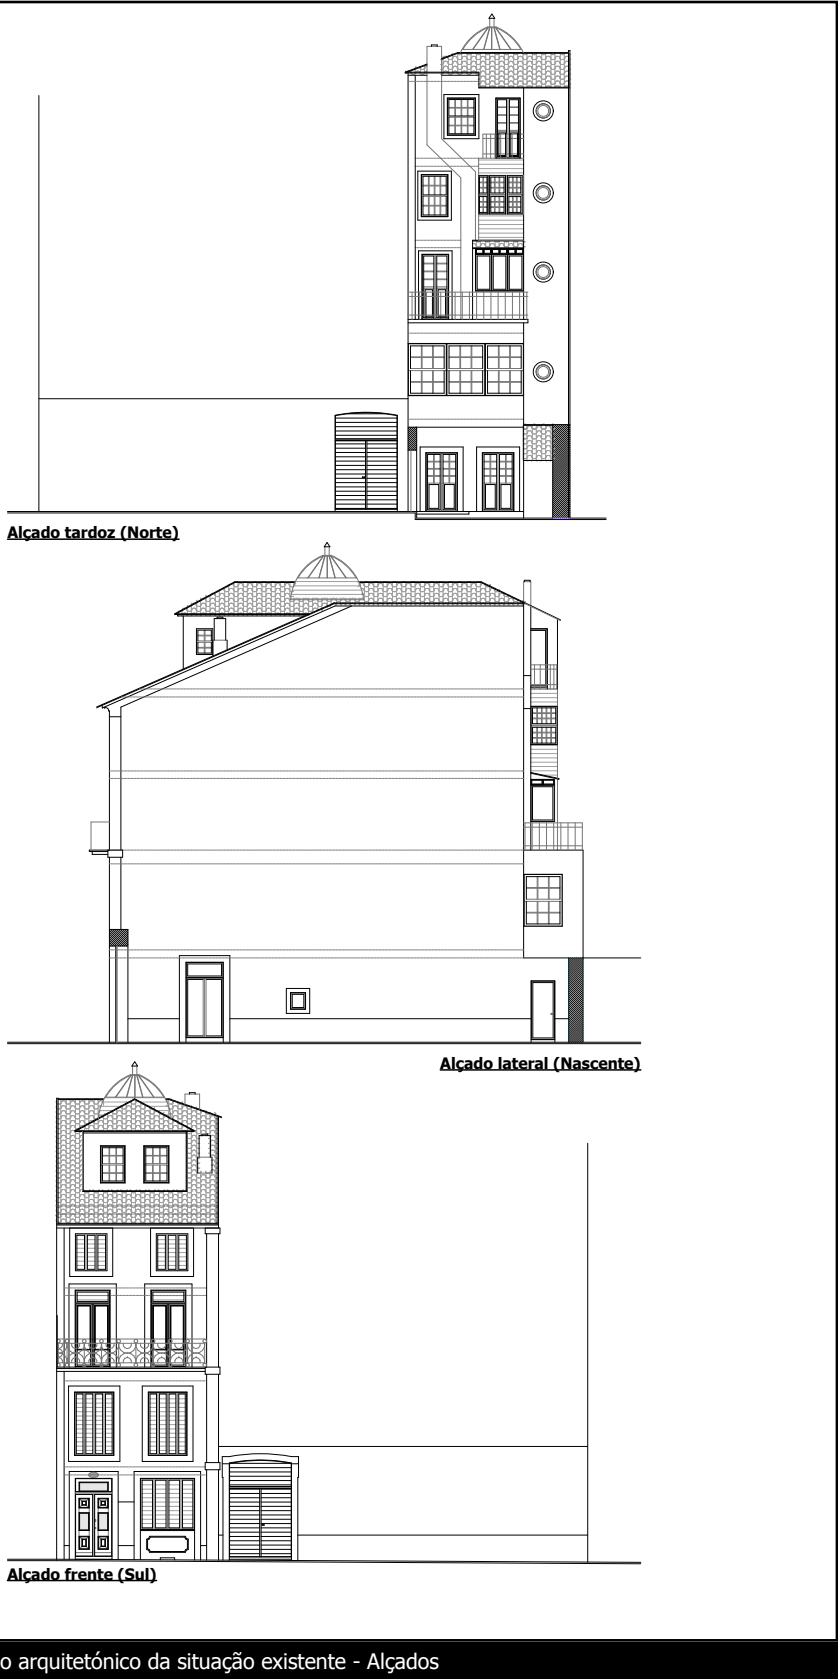 Alçado tardoz (Norte)
Alçado lateral (Nascente)
Alçado frente (Sul)
o arquitetónico da situação existente - Alçados